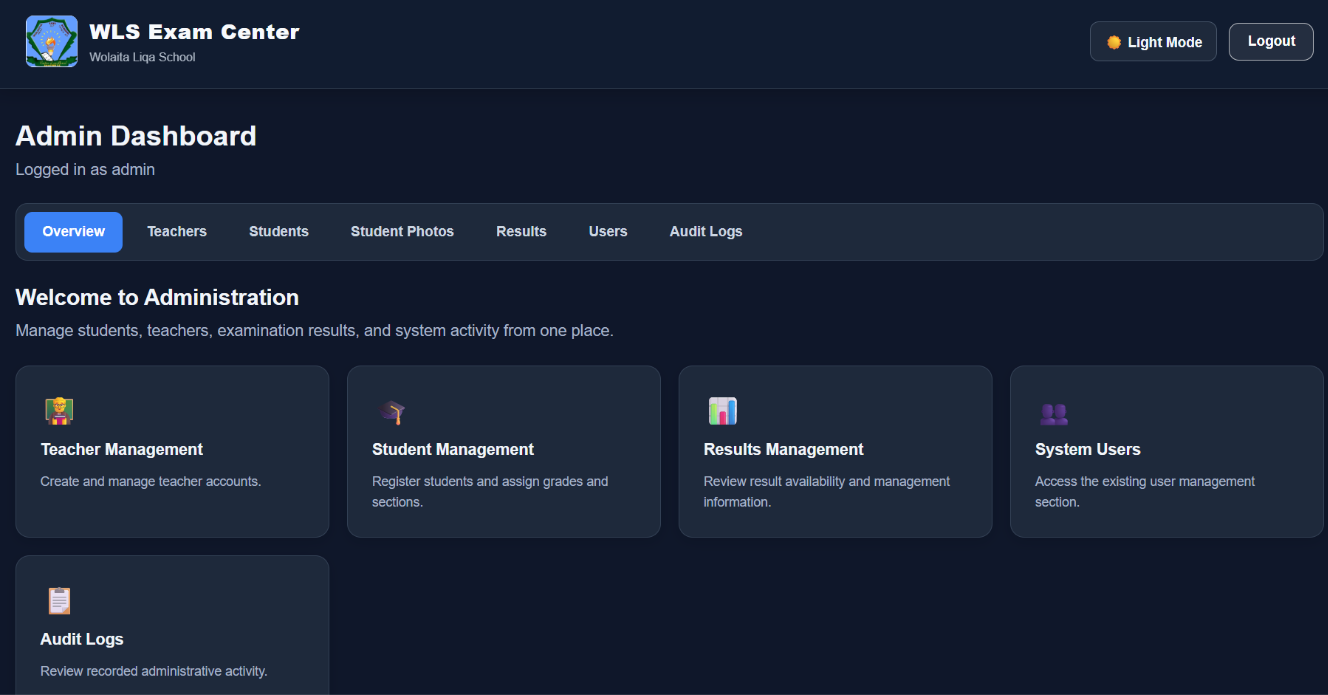 WLS Exam Center
Wolaita Liqa School
Light Mode
Logout
Admin Dashboard
Logged in as admin
Overview
Teachers
Students
Student Photos
Results
Users
Audit Logs
Welcome to Administration
Manage students, teachers, examination results, and system activity from one place.
Teacher Management
Create and manage teacher accounts.
Student Management
Register students and assign grades and
sections.
Results Management
Review result availability and management
information.
System Users
Access the existing user management
section.
Audit Logs
Review recorded administrative activity.